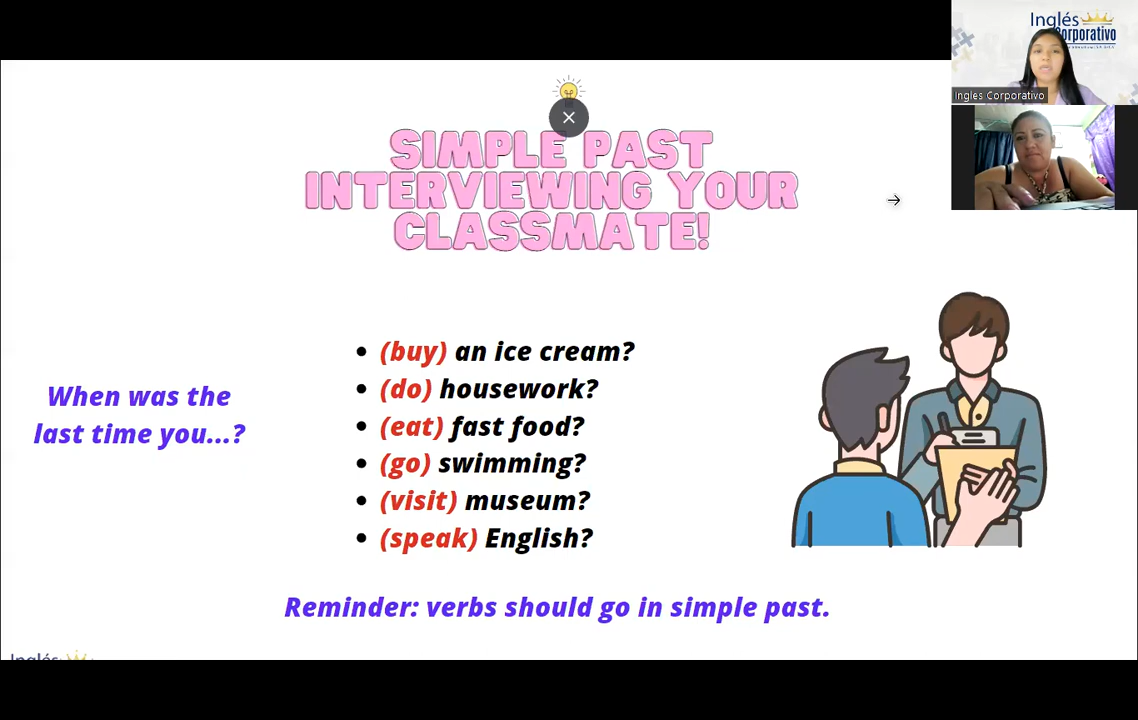 Inglés
Corporativo
Ingles Corporativo
SIMPLE PAST
INTERVIEWING YOUR
CLASSMATE!
When was the
last time you...?
(buy) an ice cream?
(do) housework?
(eat) fast food?
(go) swimming?
(visit) museum?
(speak) English?
Reminder: verbs should go in simple past.
Inglés